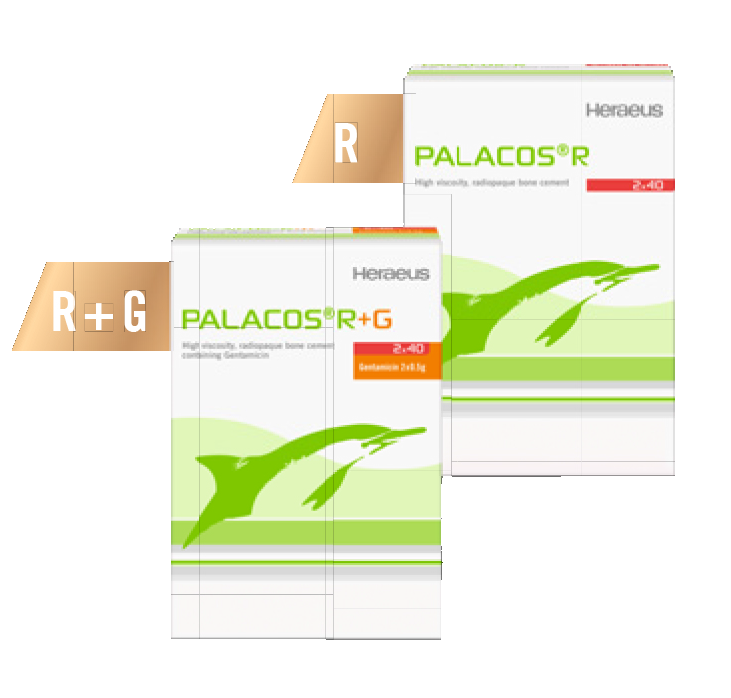 R
Heraeus
PALACOS®R
High viscosity, radiopaque bone cement
2x40
R+G
Heraeus
PALACOS®R+G
High viscosity, radiopaque bone cement
containing Gentamicin
2x40
Gentamicin 2x0.5g